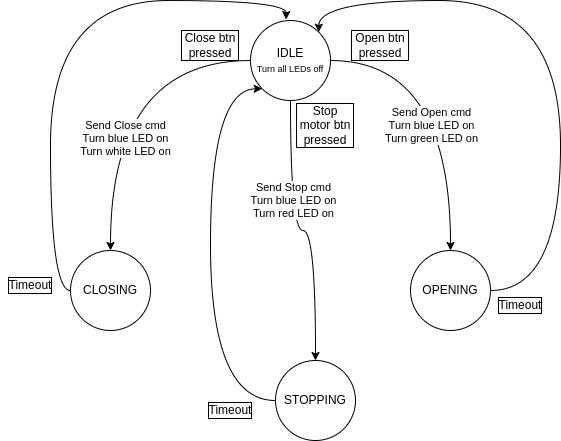 Close btn
pressed
IDLE
Turn all LEDs off
Open btn
pressed
Stop
motor btn
pressed
Send Close cmd
Turn blue LED on
Turn white LED on
Send Open cmd
Turn blue LED on
Turn green LED on
Send Stop cmd
Turn blue LED on
Turn red LED on
Timeout
CLOSING
OPENING
Timeout
STOPPING
Timeout